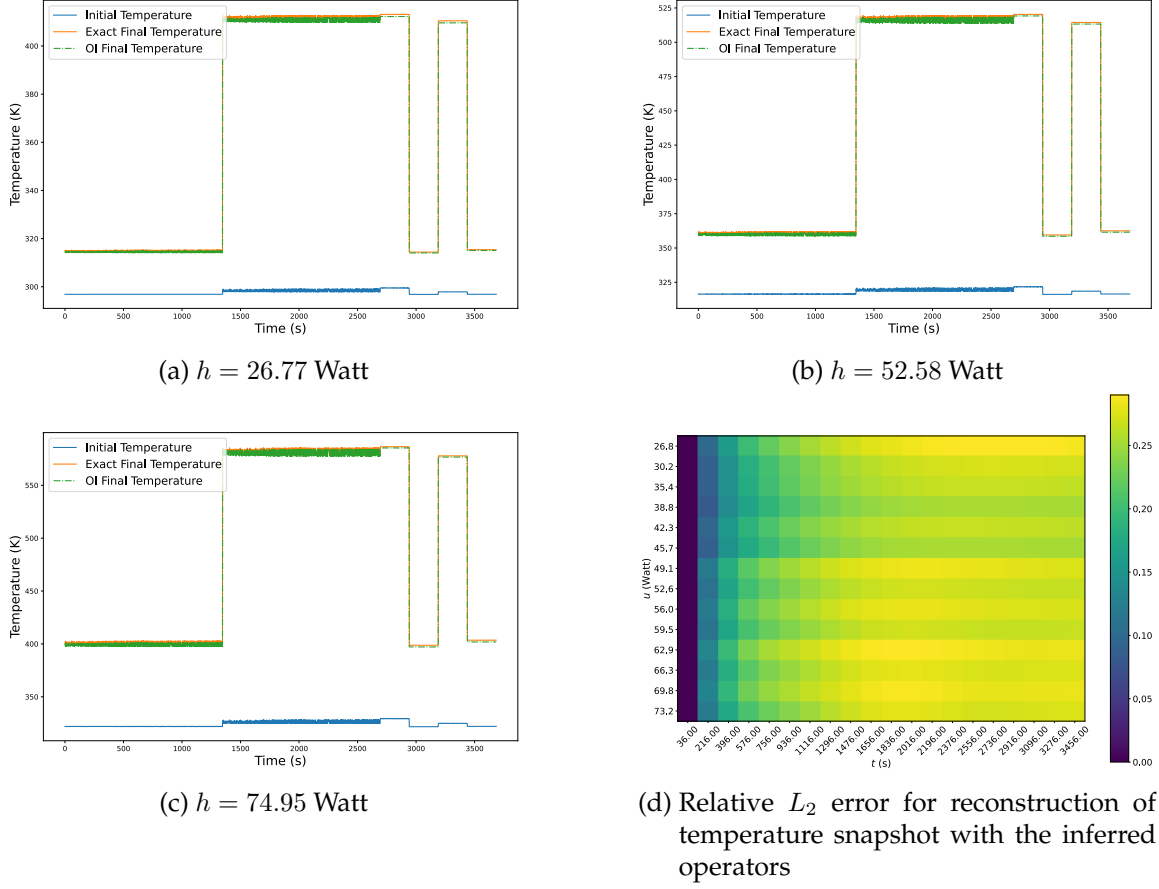 Initial Temperature
Exact Final Temperature
OI Final Temperature
Temperature (K)
400
380
360
340
320
300
0 500 1000 1500 2000 2500 3000 3500
Time (s)
(a) h = 26.77 Watt
Initial Temperature
Exact Final Temperature
OI Final Temperature
Temperature (K)
525
500
475
450
425
400
375
350
325
0 500 1000 1500 2000 2500 3000 3500
Time (s)
(b) h = 52.58 Watt
Initial Temperature
Exact Final Temperature
OI Final Temperature
Temperature (K)
550
500
450
400
350
0 500 1000 1500 2000 2500 3000 3500
Time (s)
(c) h = 74.95 Watt
u (Watt)
26.8
30.2
35.4
38.8
42.3
45.7
49.1
52.6
56.0
59.5
62.9
66.3
69.8
73.2
36.00 216.00 396.00 576.00 756.00 936.00 1116.00 1296.00 1476.00 1656.00 1836.00 2016.00 2196.00 2376.00 2556.00 2736.00 2916.00 3096.00 3276.00 3456.00
t (s)
0.25
0.20
0.15
0.10
0.05
0.00
(d) Relative L₂ error for reconstruction of
temperature snapshot with the inferred
operators